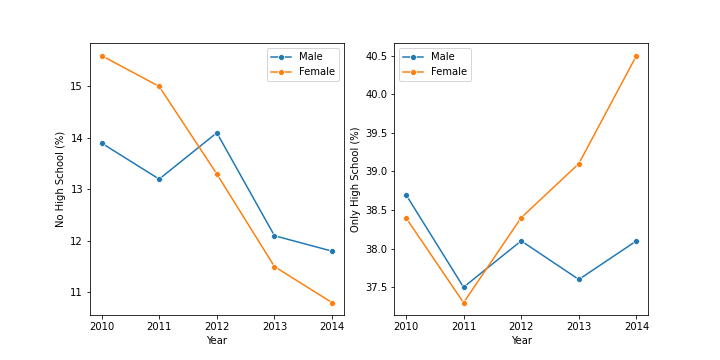 No High School (%)
15
14
13
12
11
2010 2011 2012 2013 2014
Year
Male
Female
Only High School (%)
40.5
40.0
39.5
39.0
38.5
38.0
37.5
2010 2011 2012 2013 2014
Year
Male
Female